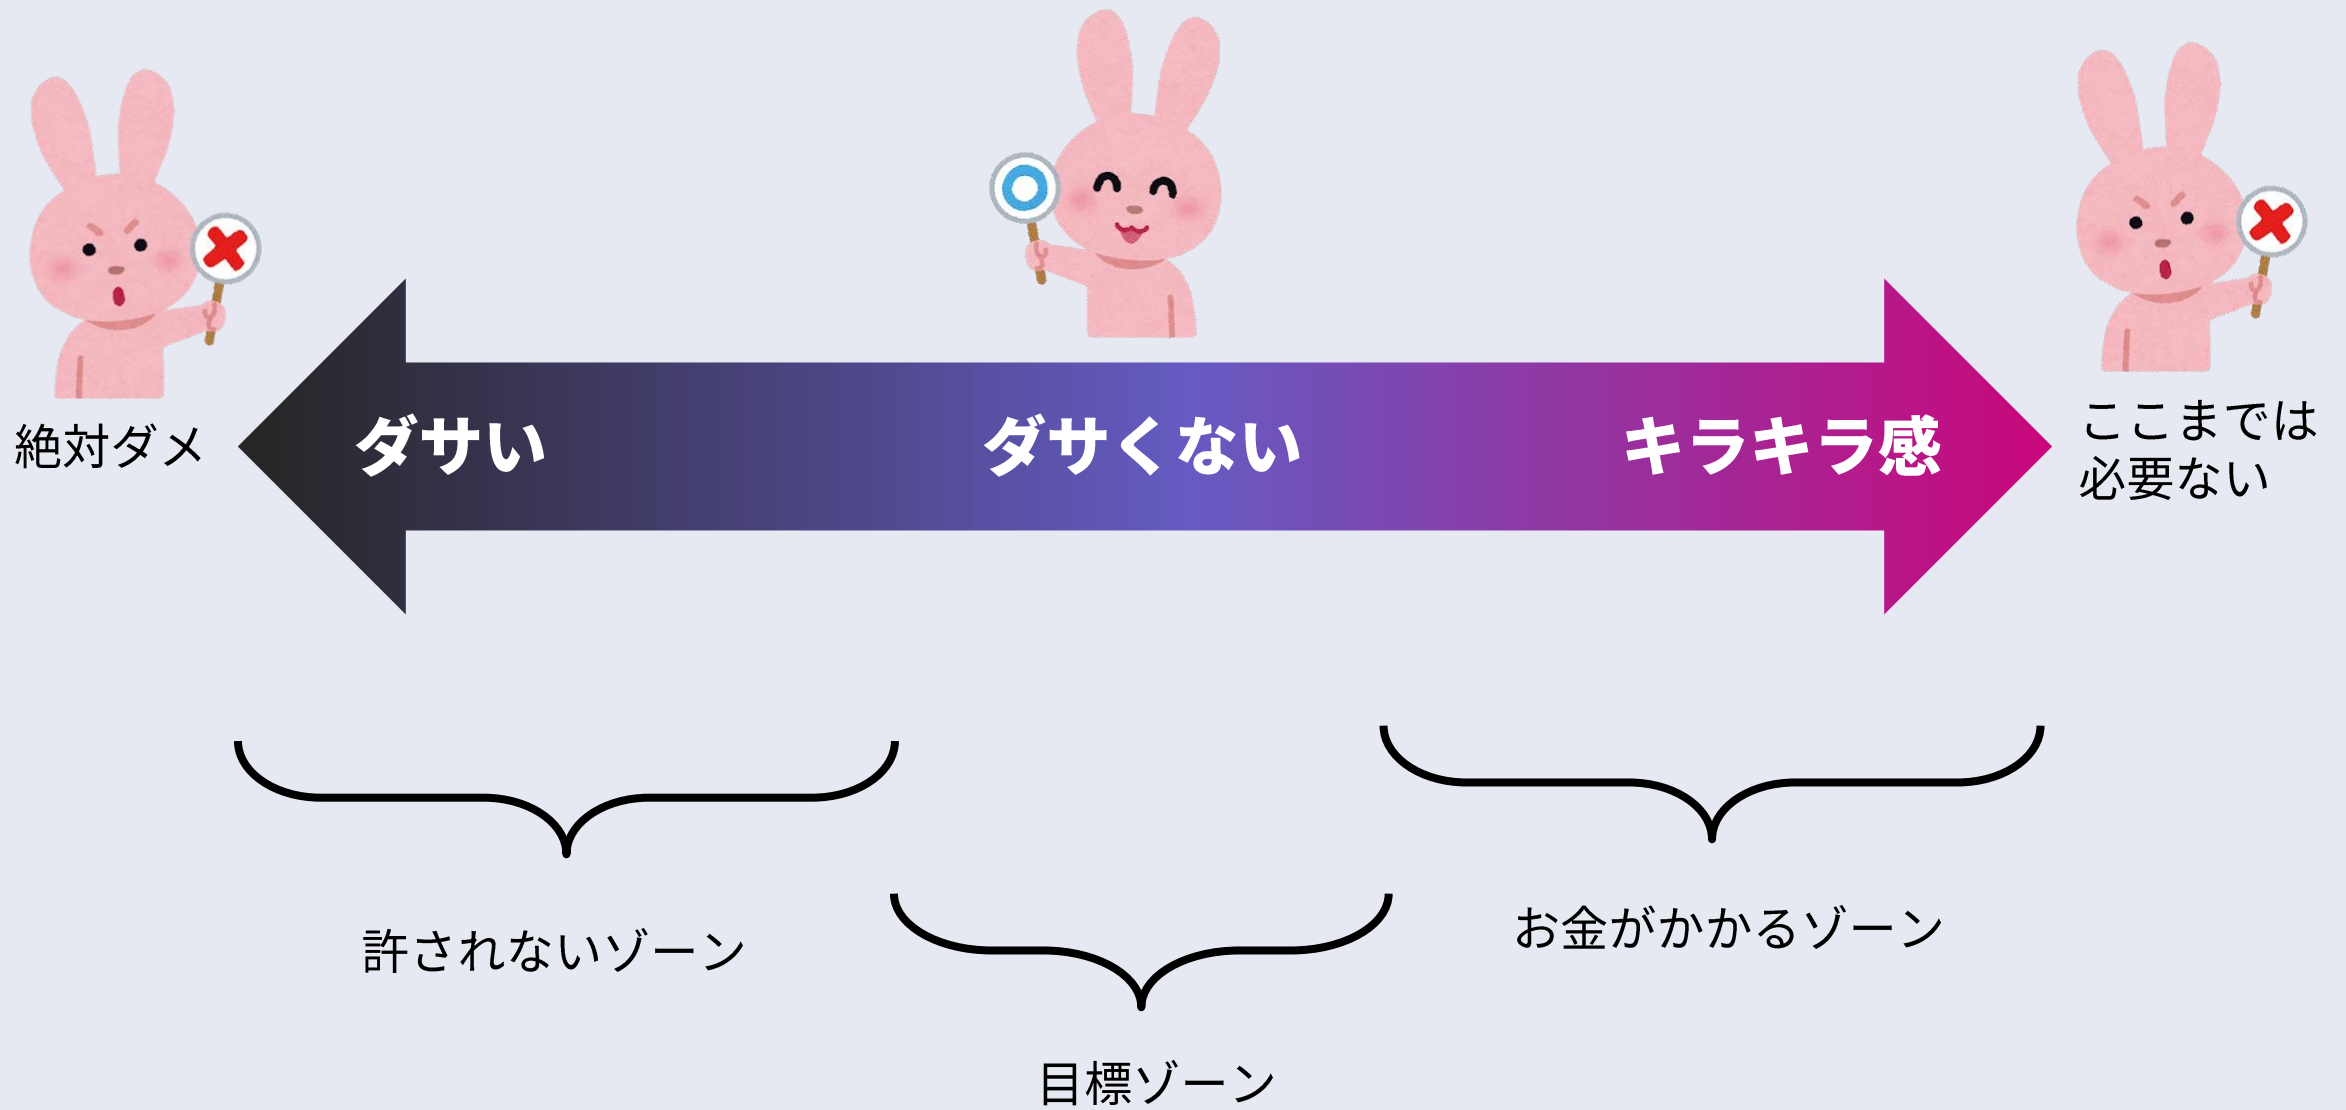 絶対ダメ
ダサい
ダサくない
キラキラ感
ここまでは
必要ない
許されないゾーン
お金がかかるゾーン
目標ゾーン